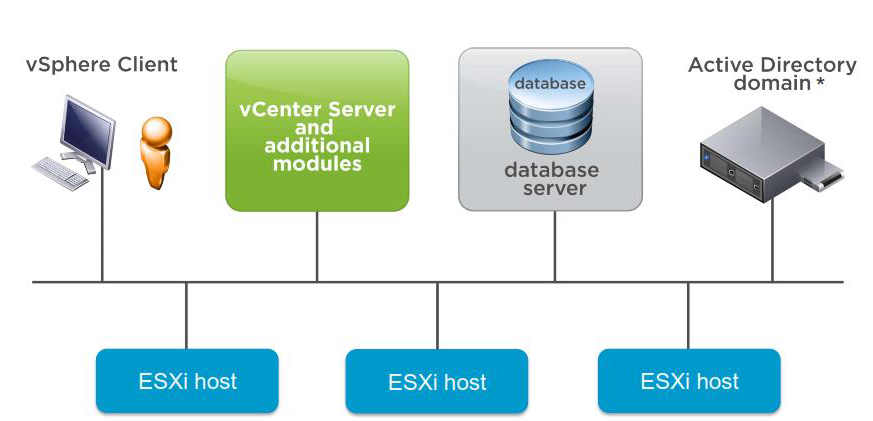 vSphere Client
vCenter Server
and
additional
modules
database
database
server
Active Directory
domain *
ESXi host
ESXi host
ESXi host